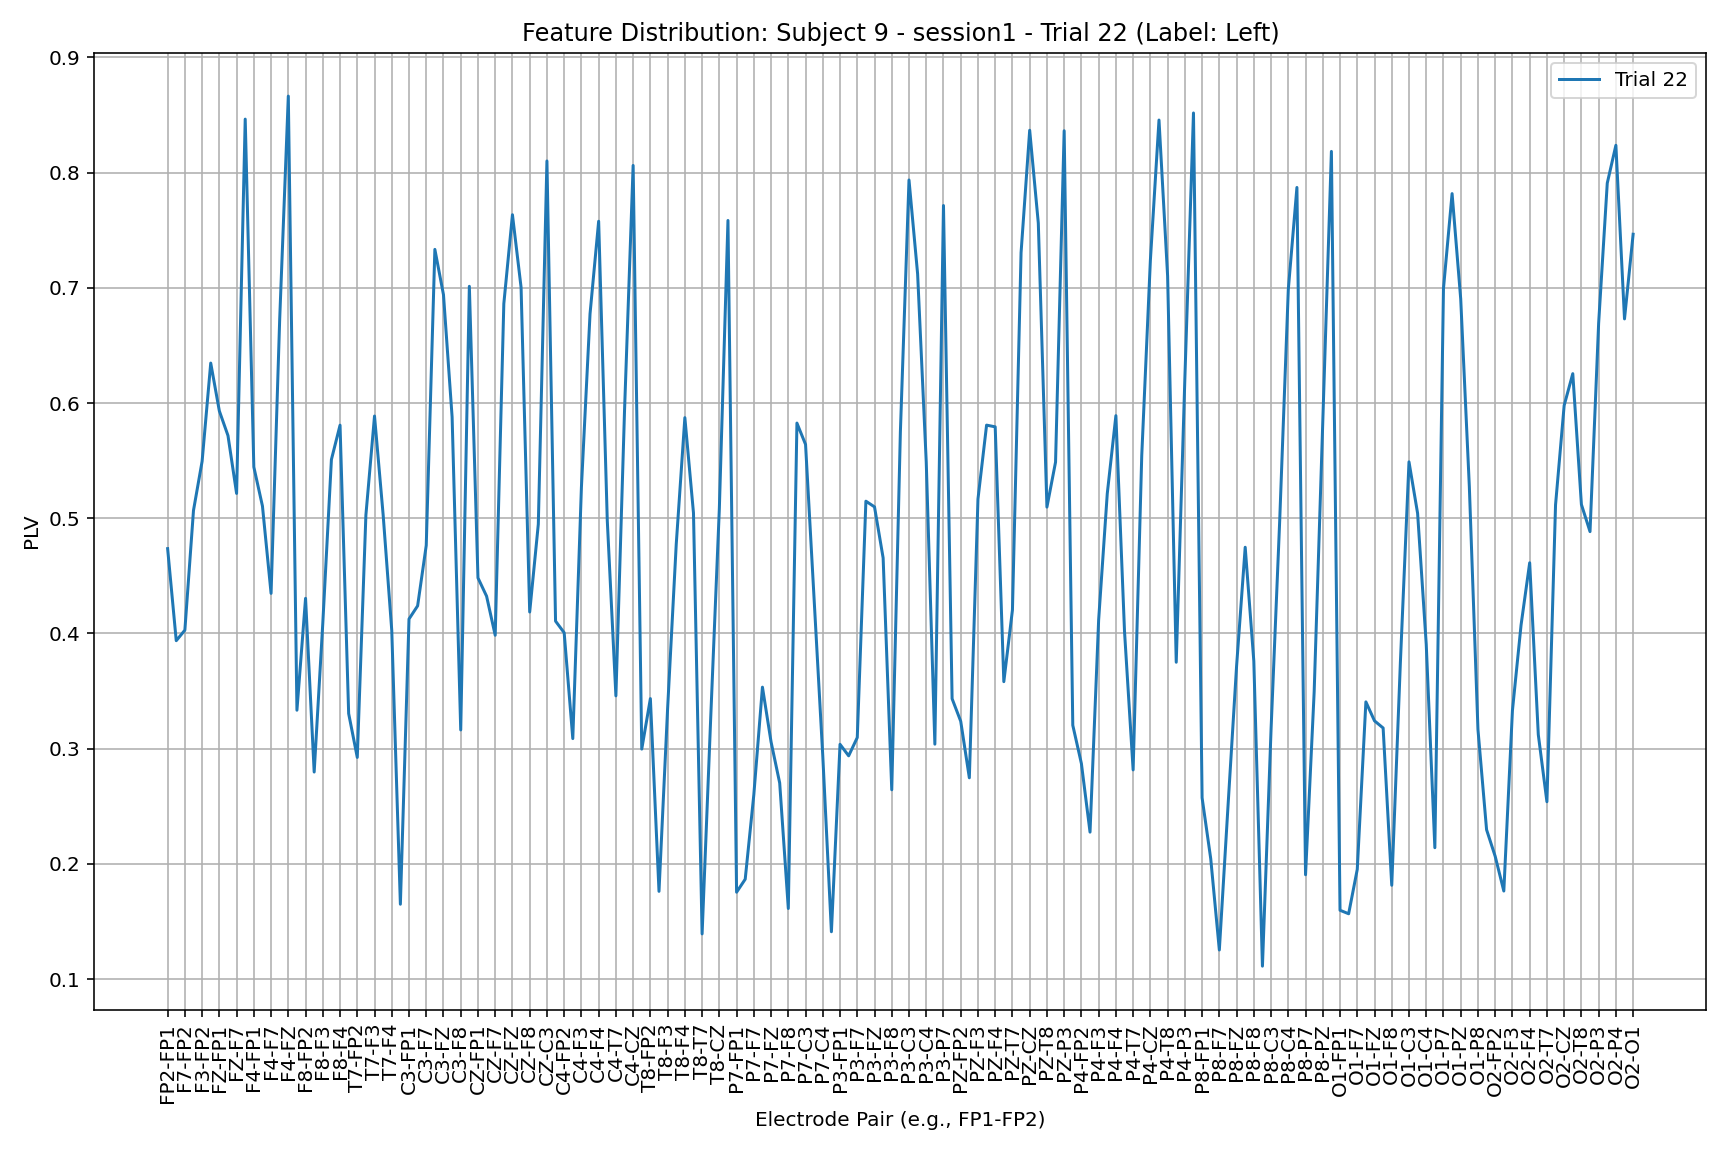 Feature Distribution: Subject 9 - session1 - Trial 22 (Label: Left)
Trial 22
PLV
0.9
0.8
0.7
0.6
0.5
0.4
0.3
0.2
0.1
FP2-FP1
F7-FP2
F3-FP2
FZ-FP1
FZ-F7
F4-FP1
F4-F7
F4-FZ
F8-FP2
F8-F3
F8-F4
T7-FP2
T7-F3
T7-F4
C3-FP1
C3-F7
C3-FZ
C3-F8
CZ-FP1
CZ-F7
CZ-FZ
CZ-F8
CZ-C3
C4-FP2
C4-F3
C4-F4
C4-T7
C4-CZ
T8-FP2
T8-F3
T8-F4
T8-T7
T8-CZ
P7-FP1
P7-F7
P7-FZ
P7-F8
P7-C3
P7-C4
P3-FP1
P3-F7
P3-FZ
P3-F8
P3-C3
P3-C4
P3-P7
PZ-FP2
PZ-F3
PZ-F4
PZ-T7
PZ-CZ
PZ-T8
PZ-P3
P4-FP2
P4-F3
P4-F4
P4-T7
P4-CZ
P4-T8
P4-P3
P8-FP1
P8-F7
P8-FZ
P8-F8
P8-C3
P8-C4
P8-P7
P8-PZ
O1-FP1
O1-F7
O1-FZ
O1-F8
O1-C3
O1-C4
O1-P7
O1-PZ
O1-P8
O2-FP2
O2-F3
O2-F4
O2-T7
O2-CZ
O2-T8
O2-P3
O2-P4
O2-O1
Electrode Pair (e.g., FP1-FP2)